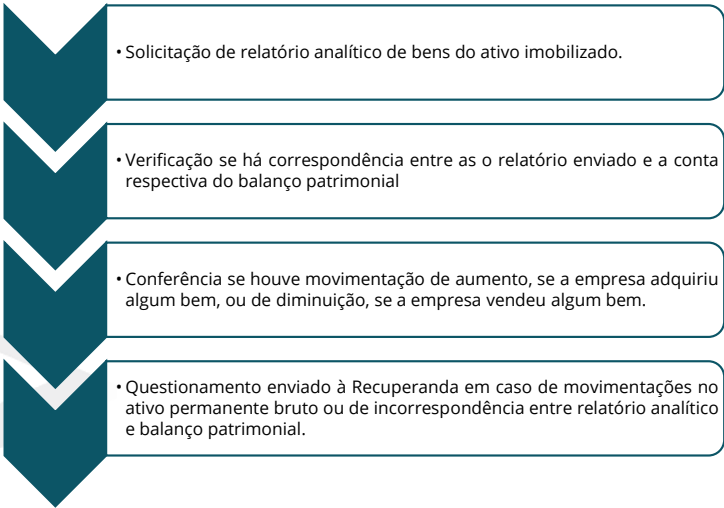 • Solicitação de relatório analítico de bens do ativo imobilizado.
• Verificação se há correspondência entre as o relatório enviado e a conta
respectiva do balanço patrimonial
• Conferência se houve movimentação de aumento, se a empresa adquiriu
algum bem, ou de diminuição, se a empresa vendeu algum bem.
• Questionamento enviado à Recuperanda em caso de movimentações no
ativo permanente bruto ou de incorrespondência entre relatório analítico
e balanço patrimonial.